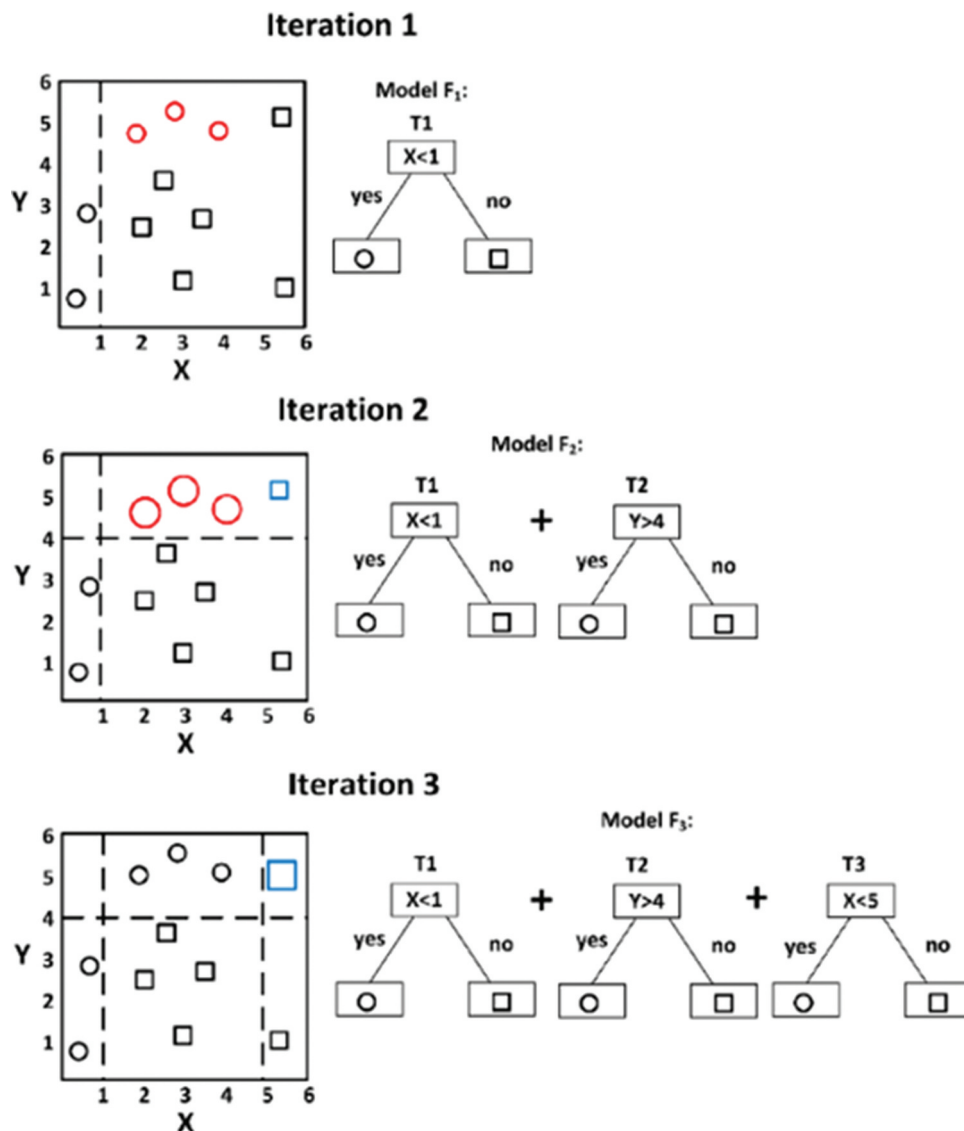 Iteration 1
6
5
4
3
2
1
Y
1 2 3 4 5 6
X
Model F₁:
T1
X<1
yes no
Iteration 2
6
5
4
3
2
1
Y
1 2 3 4 5 6
X
Model F₂:
T1 T2
X<1 + Y>4
yes no yes no
Iteration 3
6
5
4
3
2
1
Y
1 2 3 4 5 6
X
Model F₃:
T1 T2 T3
X<1 + Y>4 + X<5
yes no yes no yes no